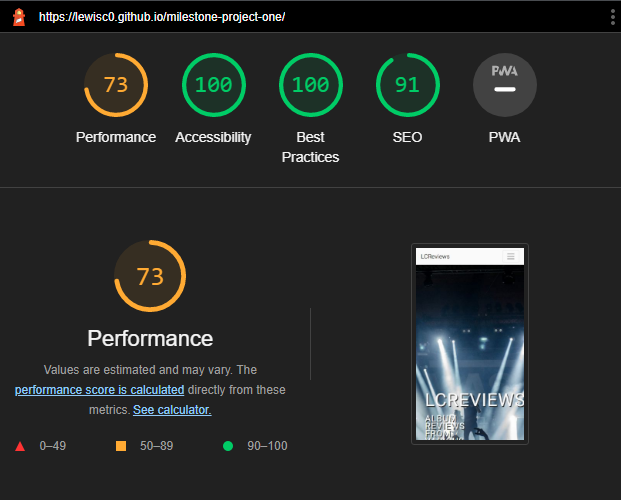 https://lewisc0.github.io/milestone-project-one/
73
100
100
91
PWA
Performance
Accessibility
Best
Practices
SEO
PWA
73
Performance
Values are estimated and may vary. The
performance score is calculated directly from these
metrics. See calculator.
0–49
50–89
90–100
LCReviews
LCREVIEWS
ALBUM
REVIEWS
FROM